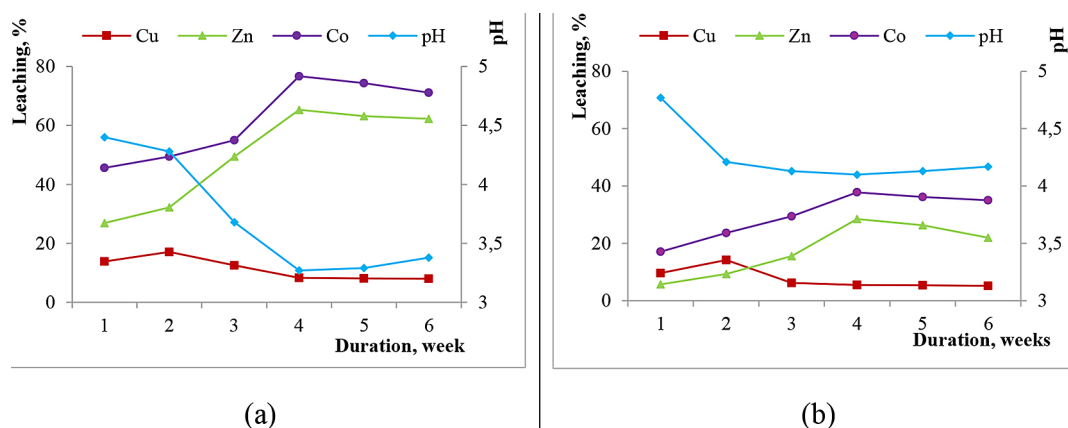 Leaching, %
pH
Cu Zn Co pH
80
60
40
20
0
5
4,5
4
3,5
3
1 2 3 4 5 6
Duration, week
(a)
Leaching, %
pH
Cu Zn Co pH
80
60
40
20
0
5
4,5
4
3,5
3
1 2 3 4 5 6
Duration, weeks
(b)